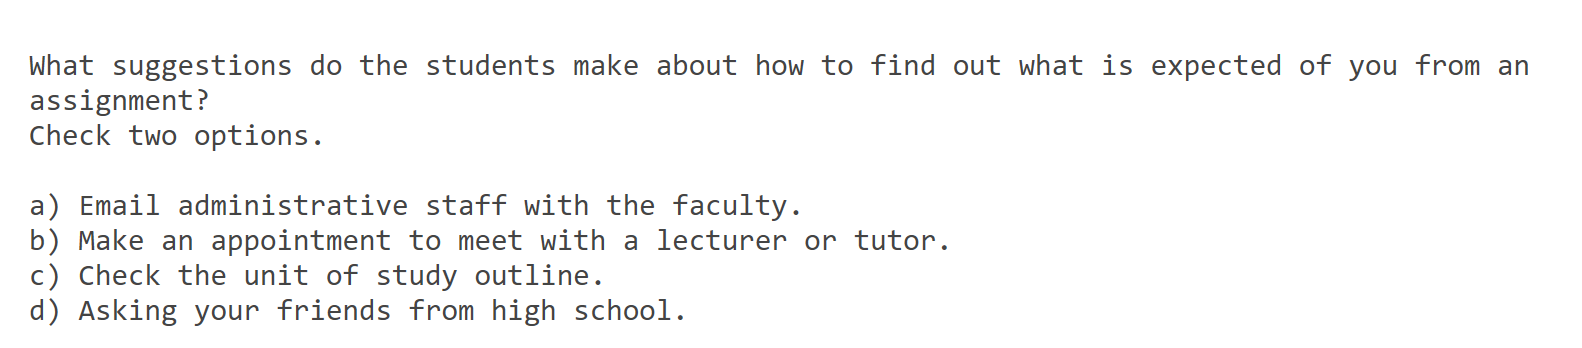 What suggestions do the students make about how to find out what is expected of you from an
assignment?
Check two options.
a) Email administrative staff with the faculty.
b) Make an appointment to meet with a lecturer or tutor.
c) Check the unit of study outline.
d) Asking your friends from high school.